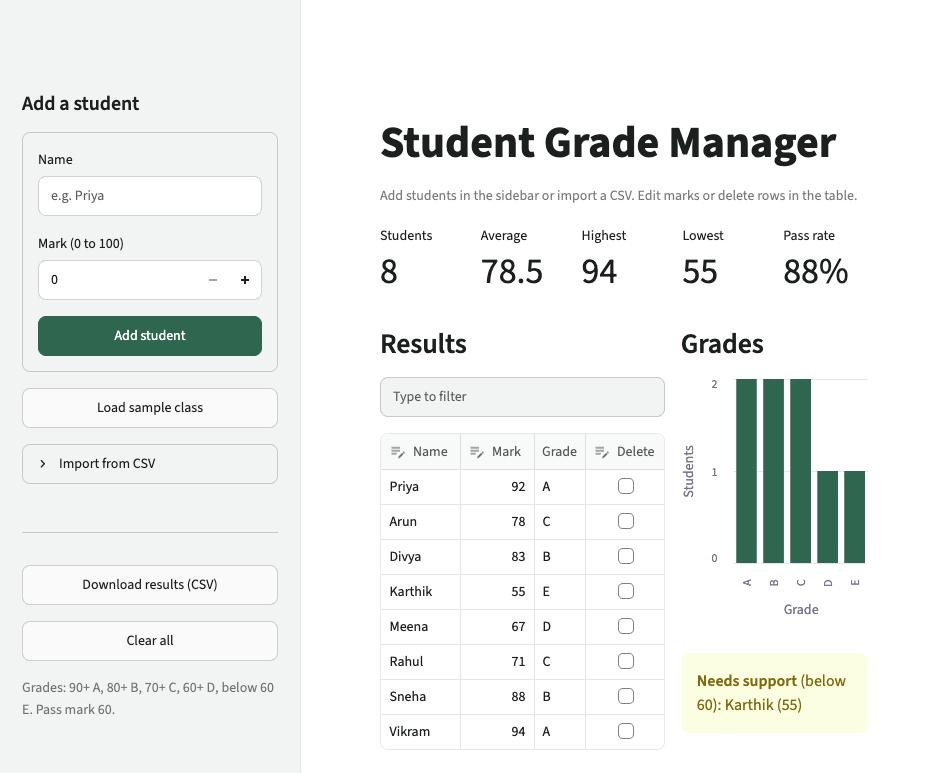 Add a student
Name
e.g. Priya
Mark (0 to 100)
0
Add student
Load sample class
Import from CSV
Download results (CSV)
Clear all
Grades: 90+ A, 80+ B, 70+ C, 60+ D, below 60
E. Pass mark 60.
Student Grade Manager
Add students in the sidebar or import a CSV. Edit marks or delete rows in the table.
Students Average Highest Lowest Pass rate
8 78.5 94 55 88%
Results
Type to filter
Name Mark Grade Delete
Priya 92 A
Arun 78 C
Divya 83 B
Karthik 55 E
Meena 67 D
Rahul 71 C
Sneha 88 B
Vikram 94 A
Grades
2
1
0
Students
A B C D E
Grade
Needs support (below
60): Karthik (55)